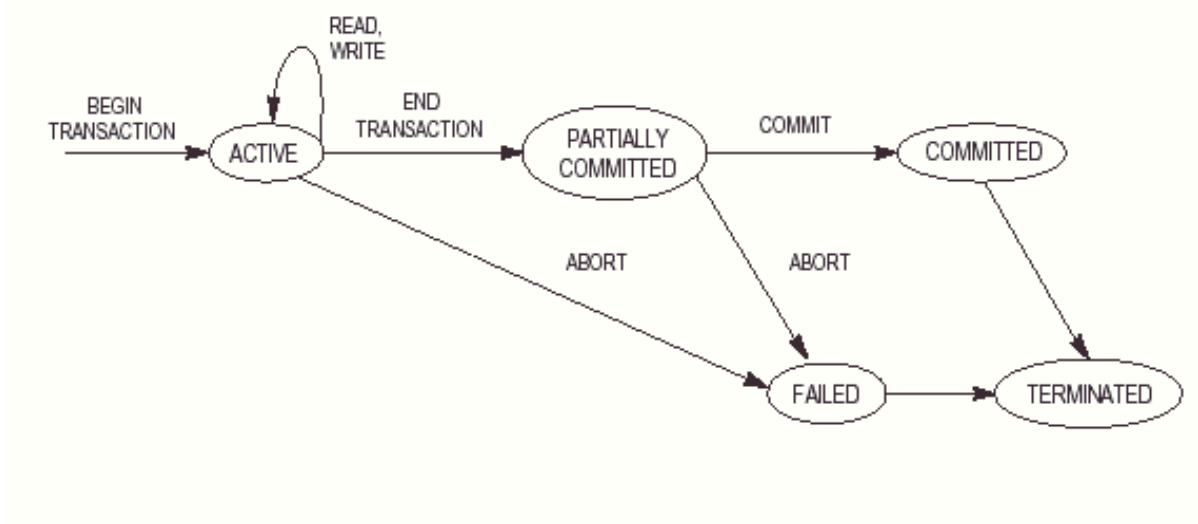 READ,
WRITE
BEGIN
TRANSACTION
END
TRANSACTION
COMMIT
ACTIVE
PARTIALLY
COMMITTED
COMMITTED
ABORT
ABORT
FAILED
TERMINATED